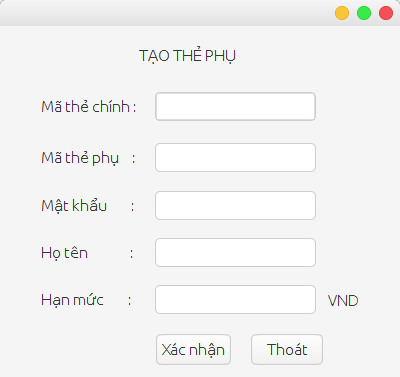 TẠO THẺ PHỤ
Mã thẻ chính :
Mã thẻ phụ :
Mật khẩu :
Họ tên :
Hạn mức : VND
Xác nhận Thoát